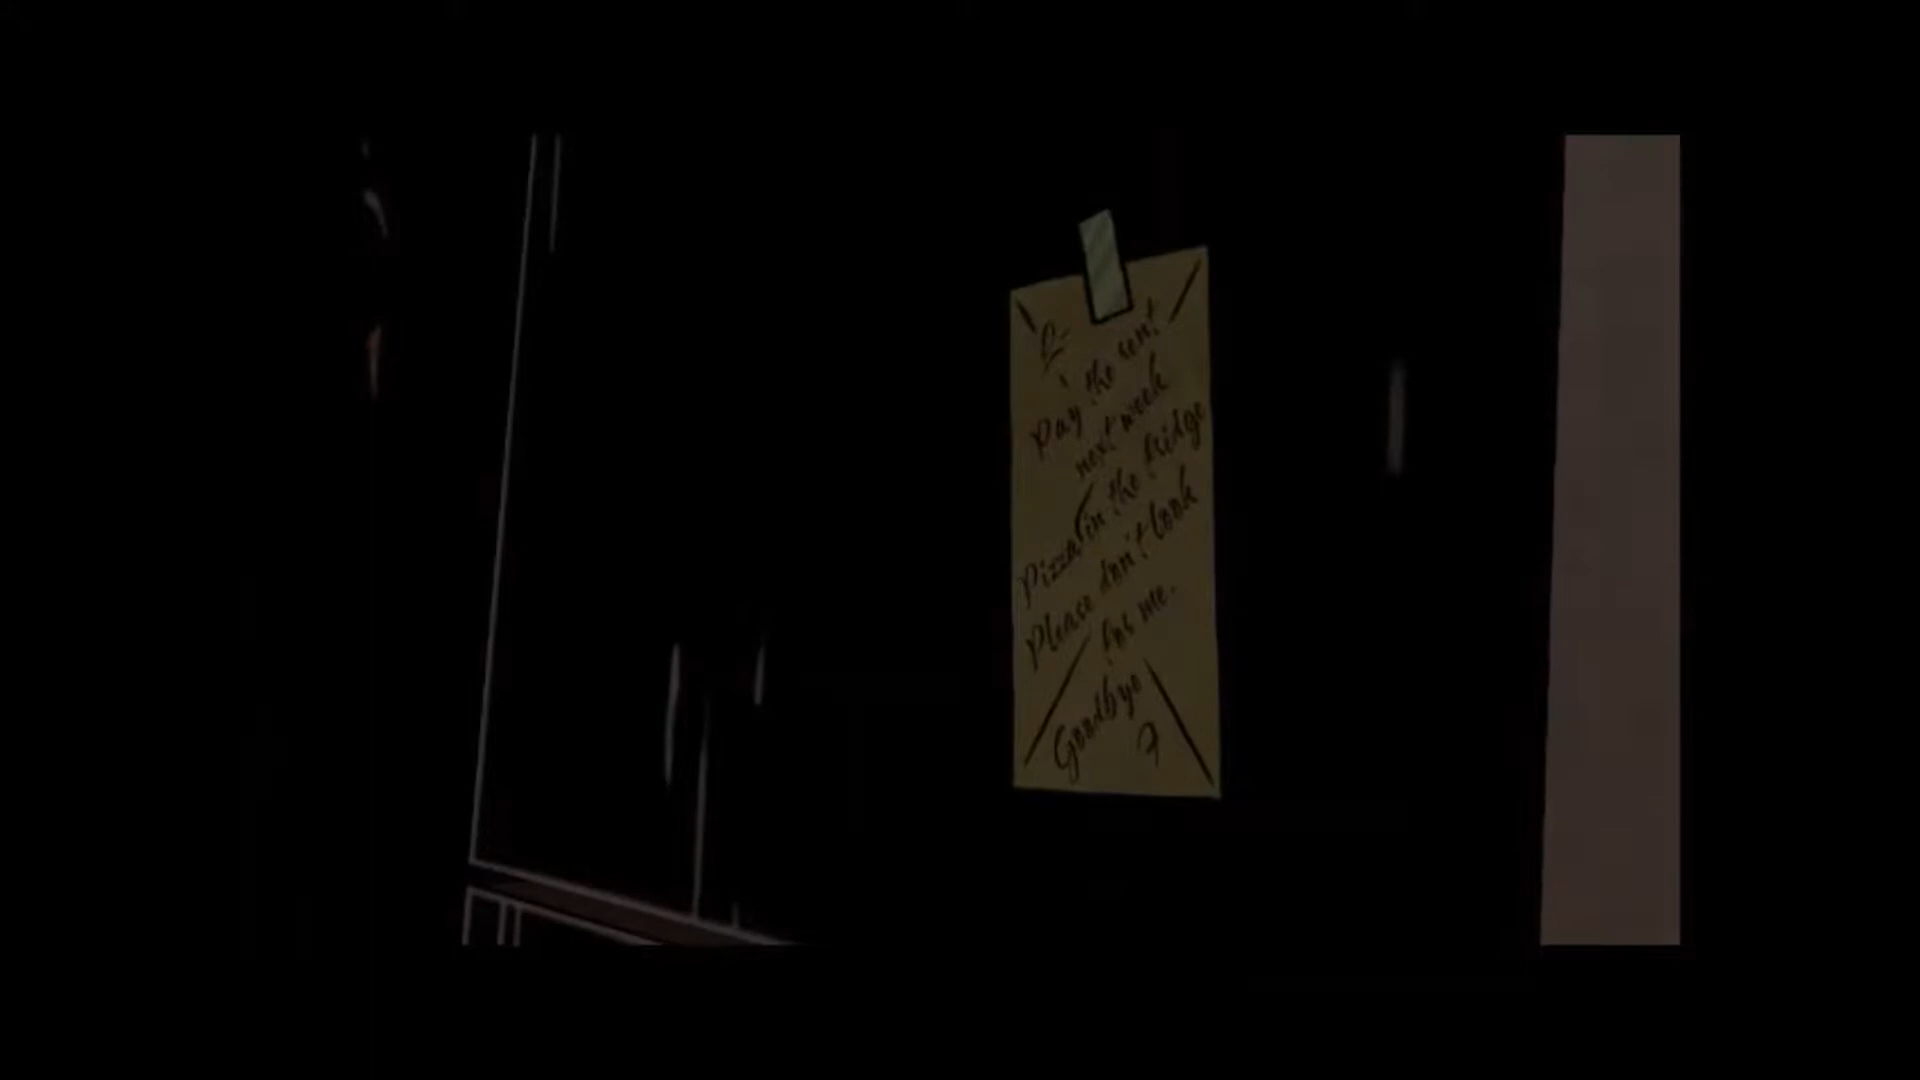 Pay the rent
next week
Pizza in the fridge
Please don't look
for me.
Goodbye